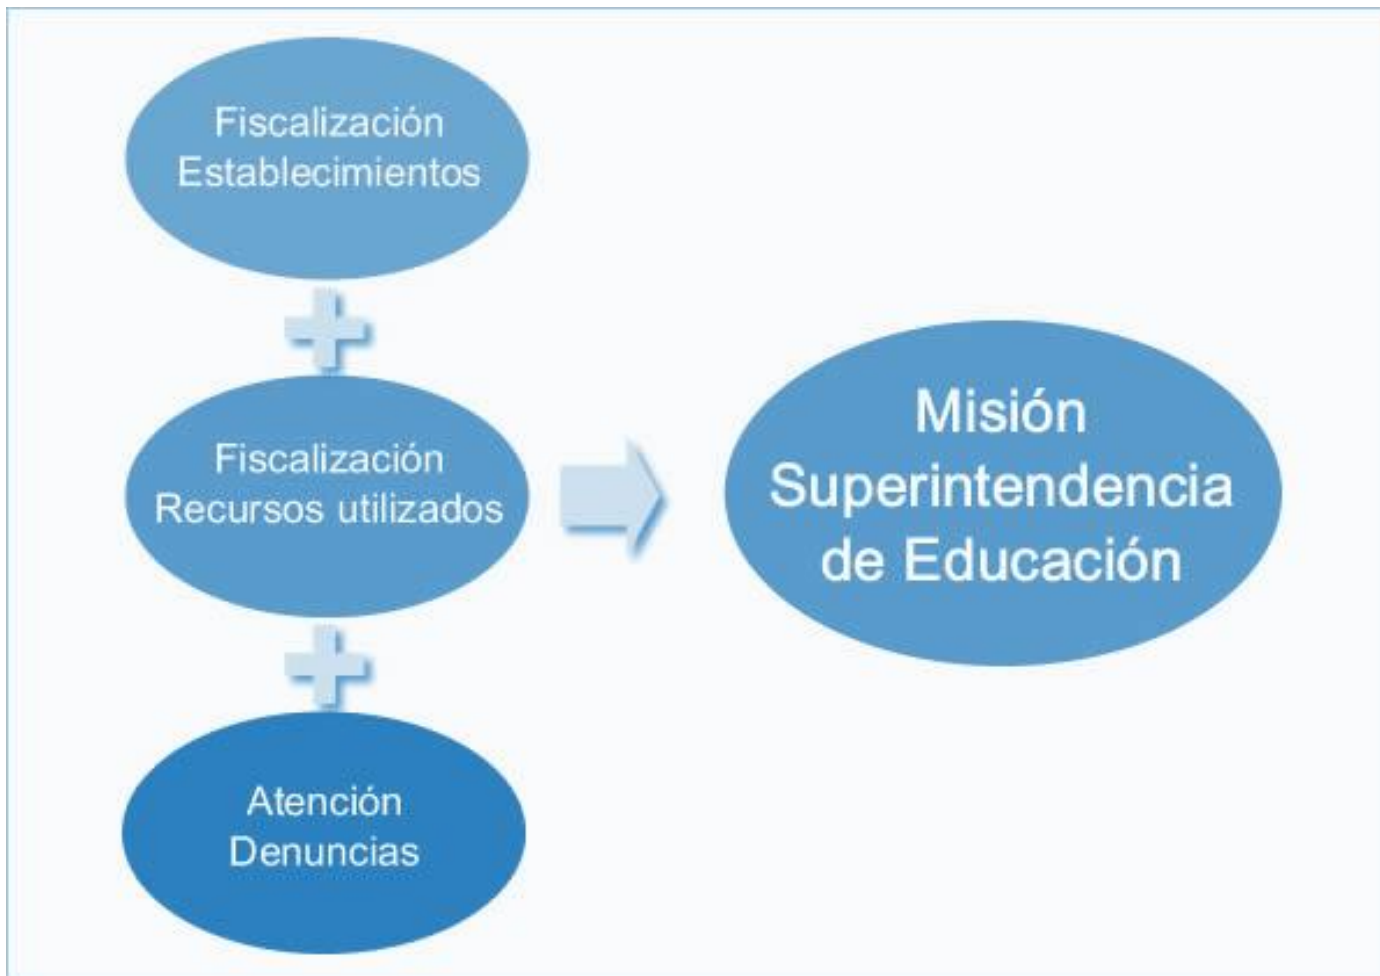 Fiscalización
Establecimientos
Fiscalización
Recursos utilizados
Atención
Denuncias
Misión
Superintendencia
de Educación